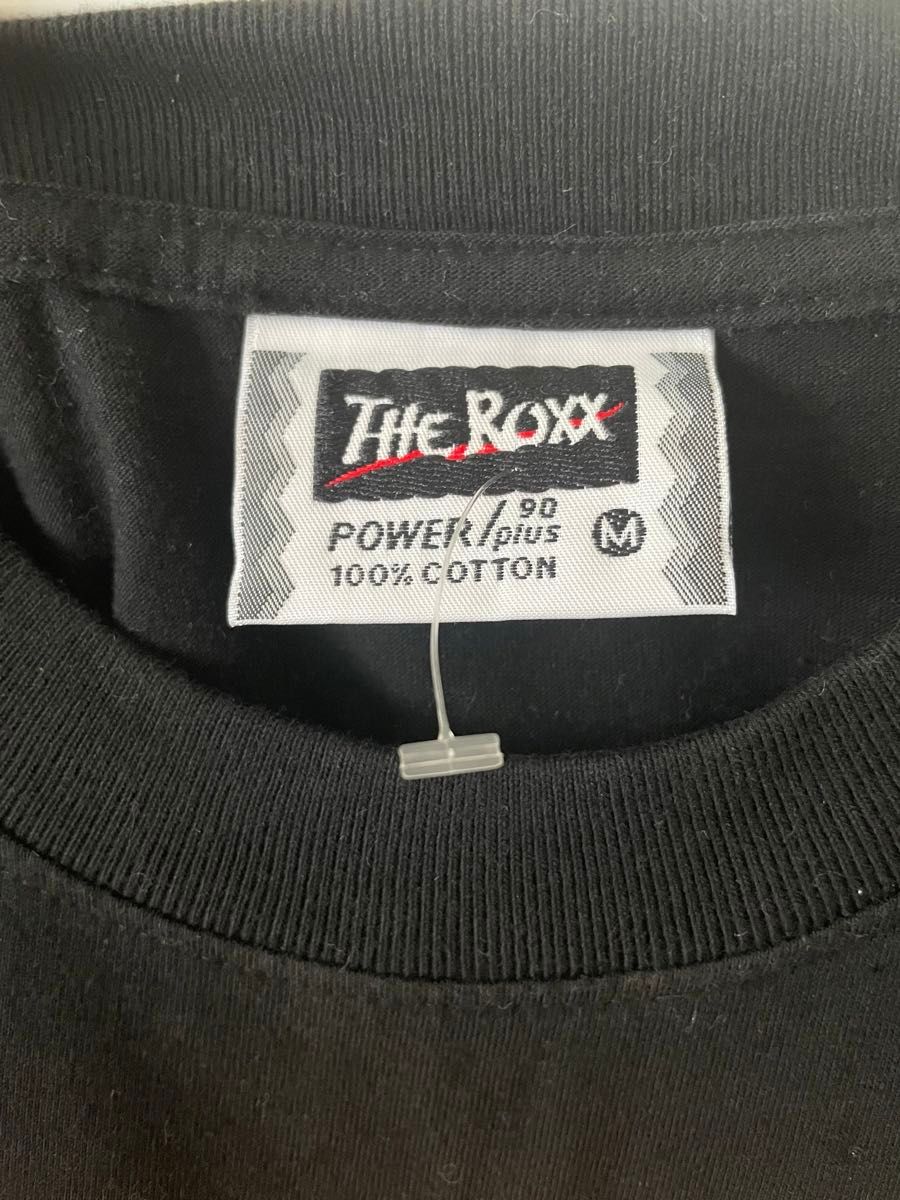 THE ROXX
POWER/90 plus M
100% COTTON